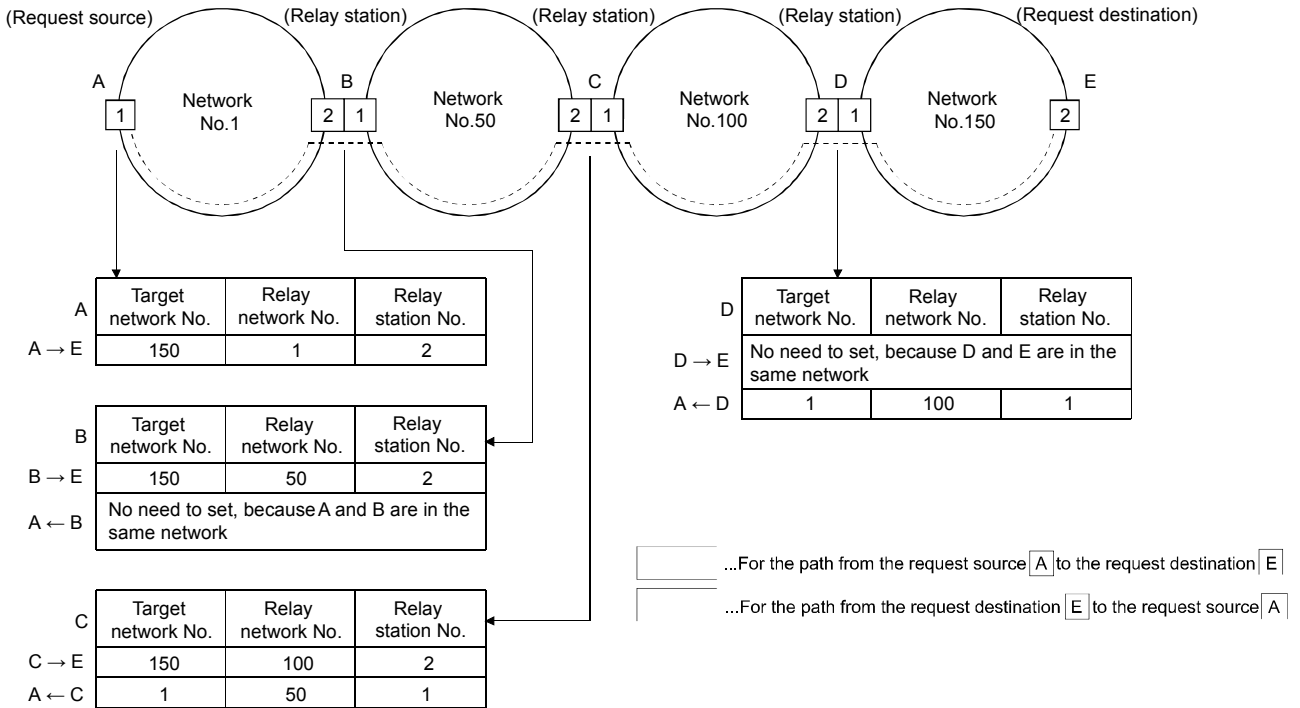 (Request source) (Relay station) (Relay station) (Relay station) (Request destination)
A B C D E
1 Network No.1 2 1 Network No.50 2 1 Network No.100 2 1 Network No.150 2
A
Target network No. Relay network No. Relay station No.
A → E 150 1 2
B
Target network No. Relay network No. Relay station No.
B → E 150 50 2
A ← B No need to set, because A and B are in the
same network
C
Target network No. Relay network No. Relay station No.
C → E 150 100 2
A ← C 1 50 1
D
Target network No. Relay network No. Relay station No.
D → E No need to set, because D and E are in the
same network
A ← D 1 100 1
...For the path from the request source A to the request destination E
...For the path from the request destination E to the request source A